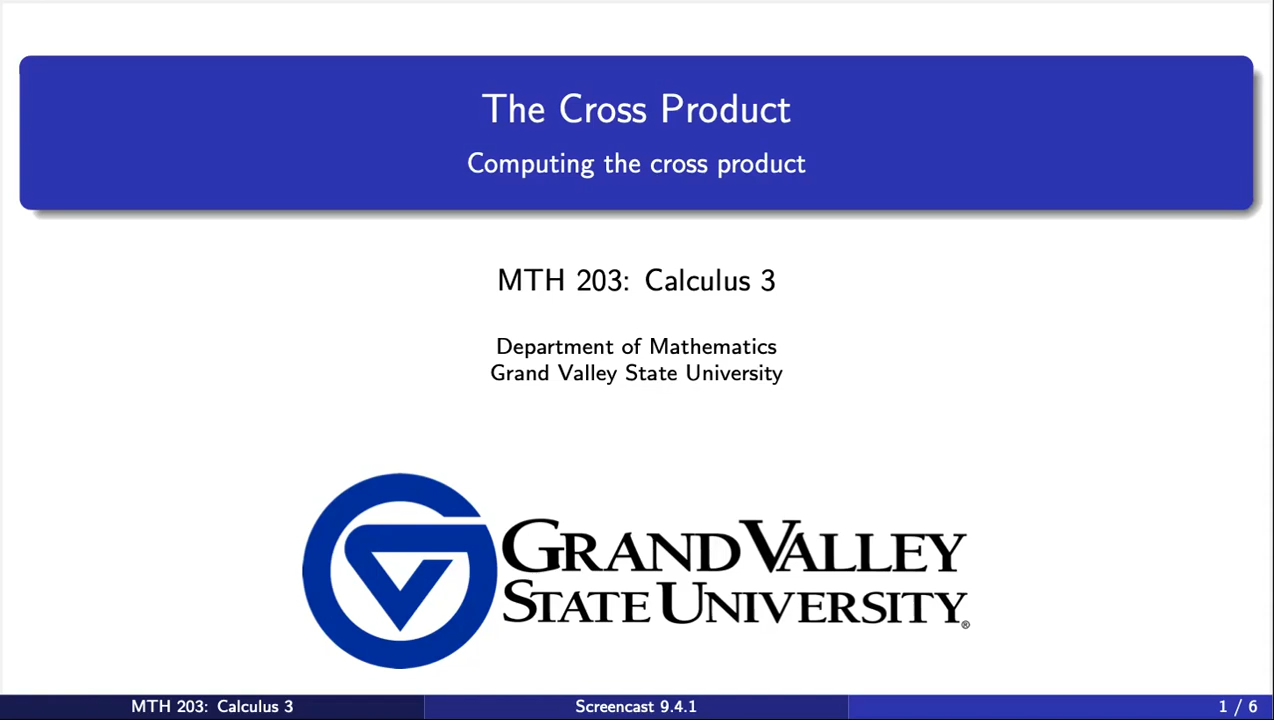 The Cross Product
Computing the cross product
MTH 203: Calculus 3
Department of Mathematics
Grand Valley State University
GRAND VALLEY
STATE UNIVERSITY®
MTH 203: Calculus 3
Screencast 9.4.1
1 / 6